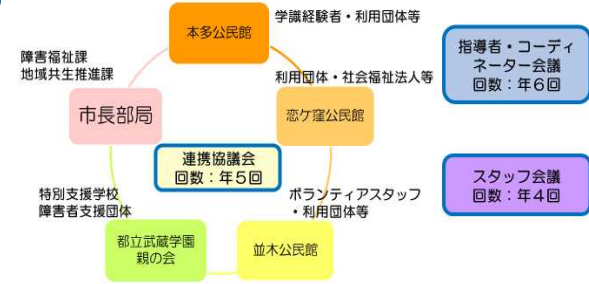 学識経験者・利用団体等
本多公民館
障害福祉課
地域共生推進課
指導者・コーディ
ネーター会議
回数：年６回
利用団体・社会福祉法人等
市長部局
恋ケ窪公民館
連携協議会
回数：年５回
スタッフ会議
回数：年４回
特別支援学校
障害者支援団体
ボランティアスタッフ
・利用団体等
都立武蔵学園
親の会
並木公民館